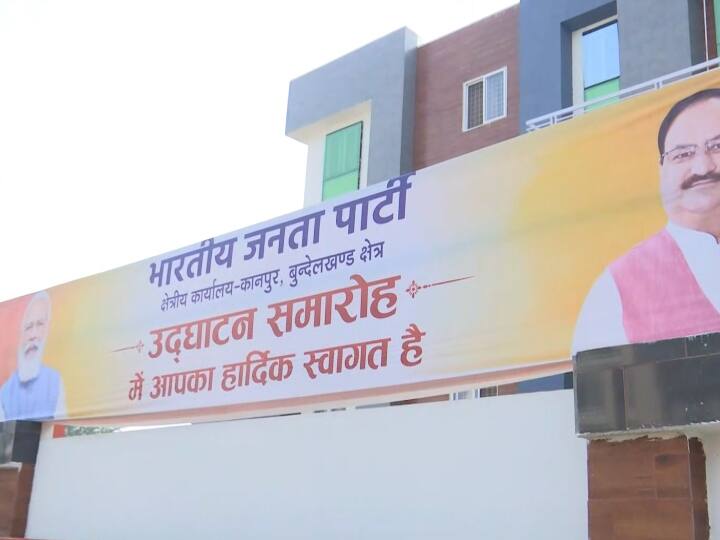 भारतीय जनता पार्टी
क्षेत्रीय कार्यालय-कानपुर, बुन्देलखण्ड क्षेत्र
उद्घाटन समारोह
में आपका हार्दिक स्वागत है